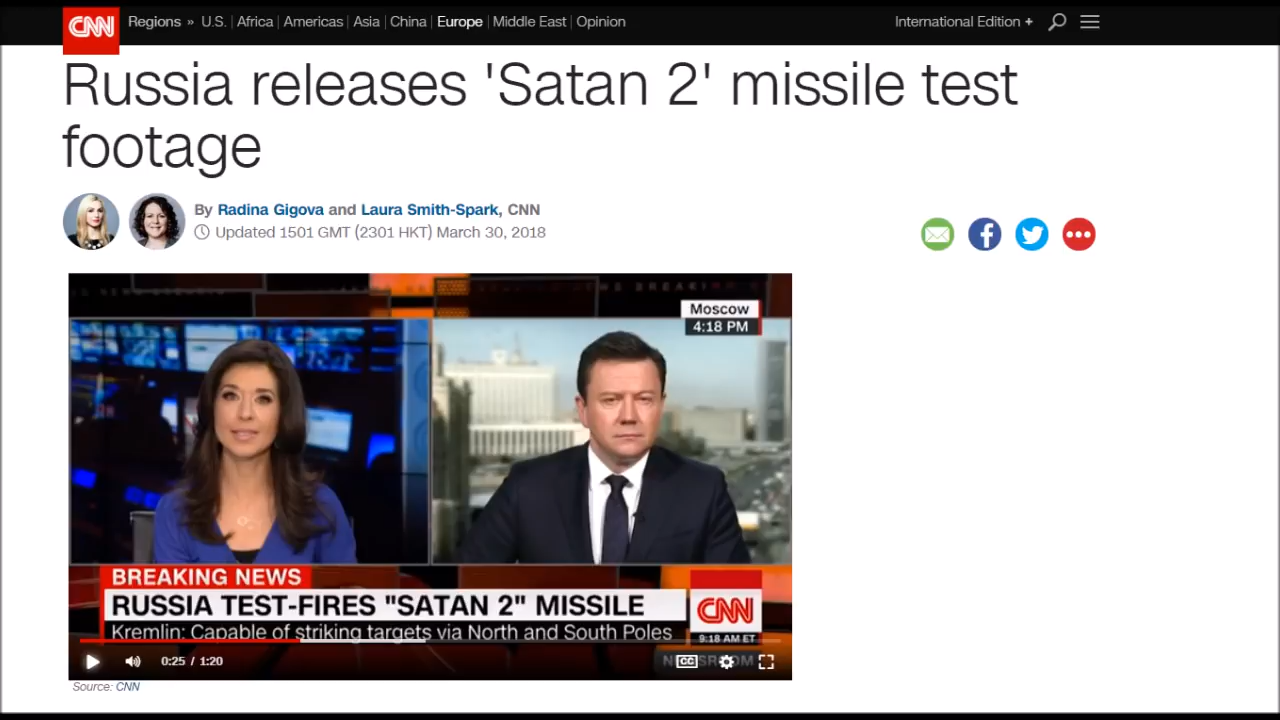 CNN
Regions » U.S. | Africa | Americas | Asia | China | Europe | Middle East | Opinion
International Edition +
Russia releases 'Satan 2' missile test
footage
By Radina Gigova and Laura Smith-Spark, CNN
Updated 1501 GMT (2301 HKT) March 30, 2018
Moscow
4:18 PM
BREAKING NEWS
RUSSIA TEST-FIRES "SATAN 2" MISSILE
Kremlin: Capable of striking targets via North and South Poles
CNN
9:18 AM ET
0:25 / 1:20
CC
Source: CNN